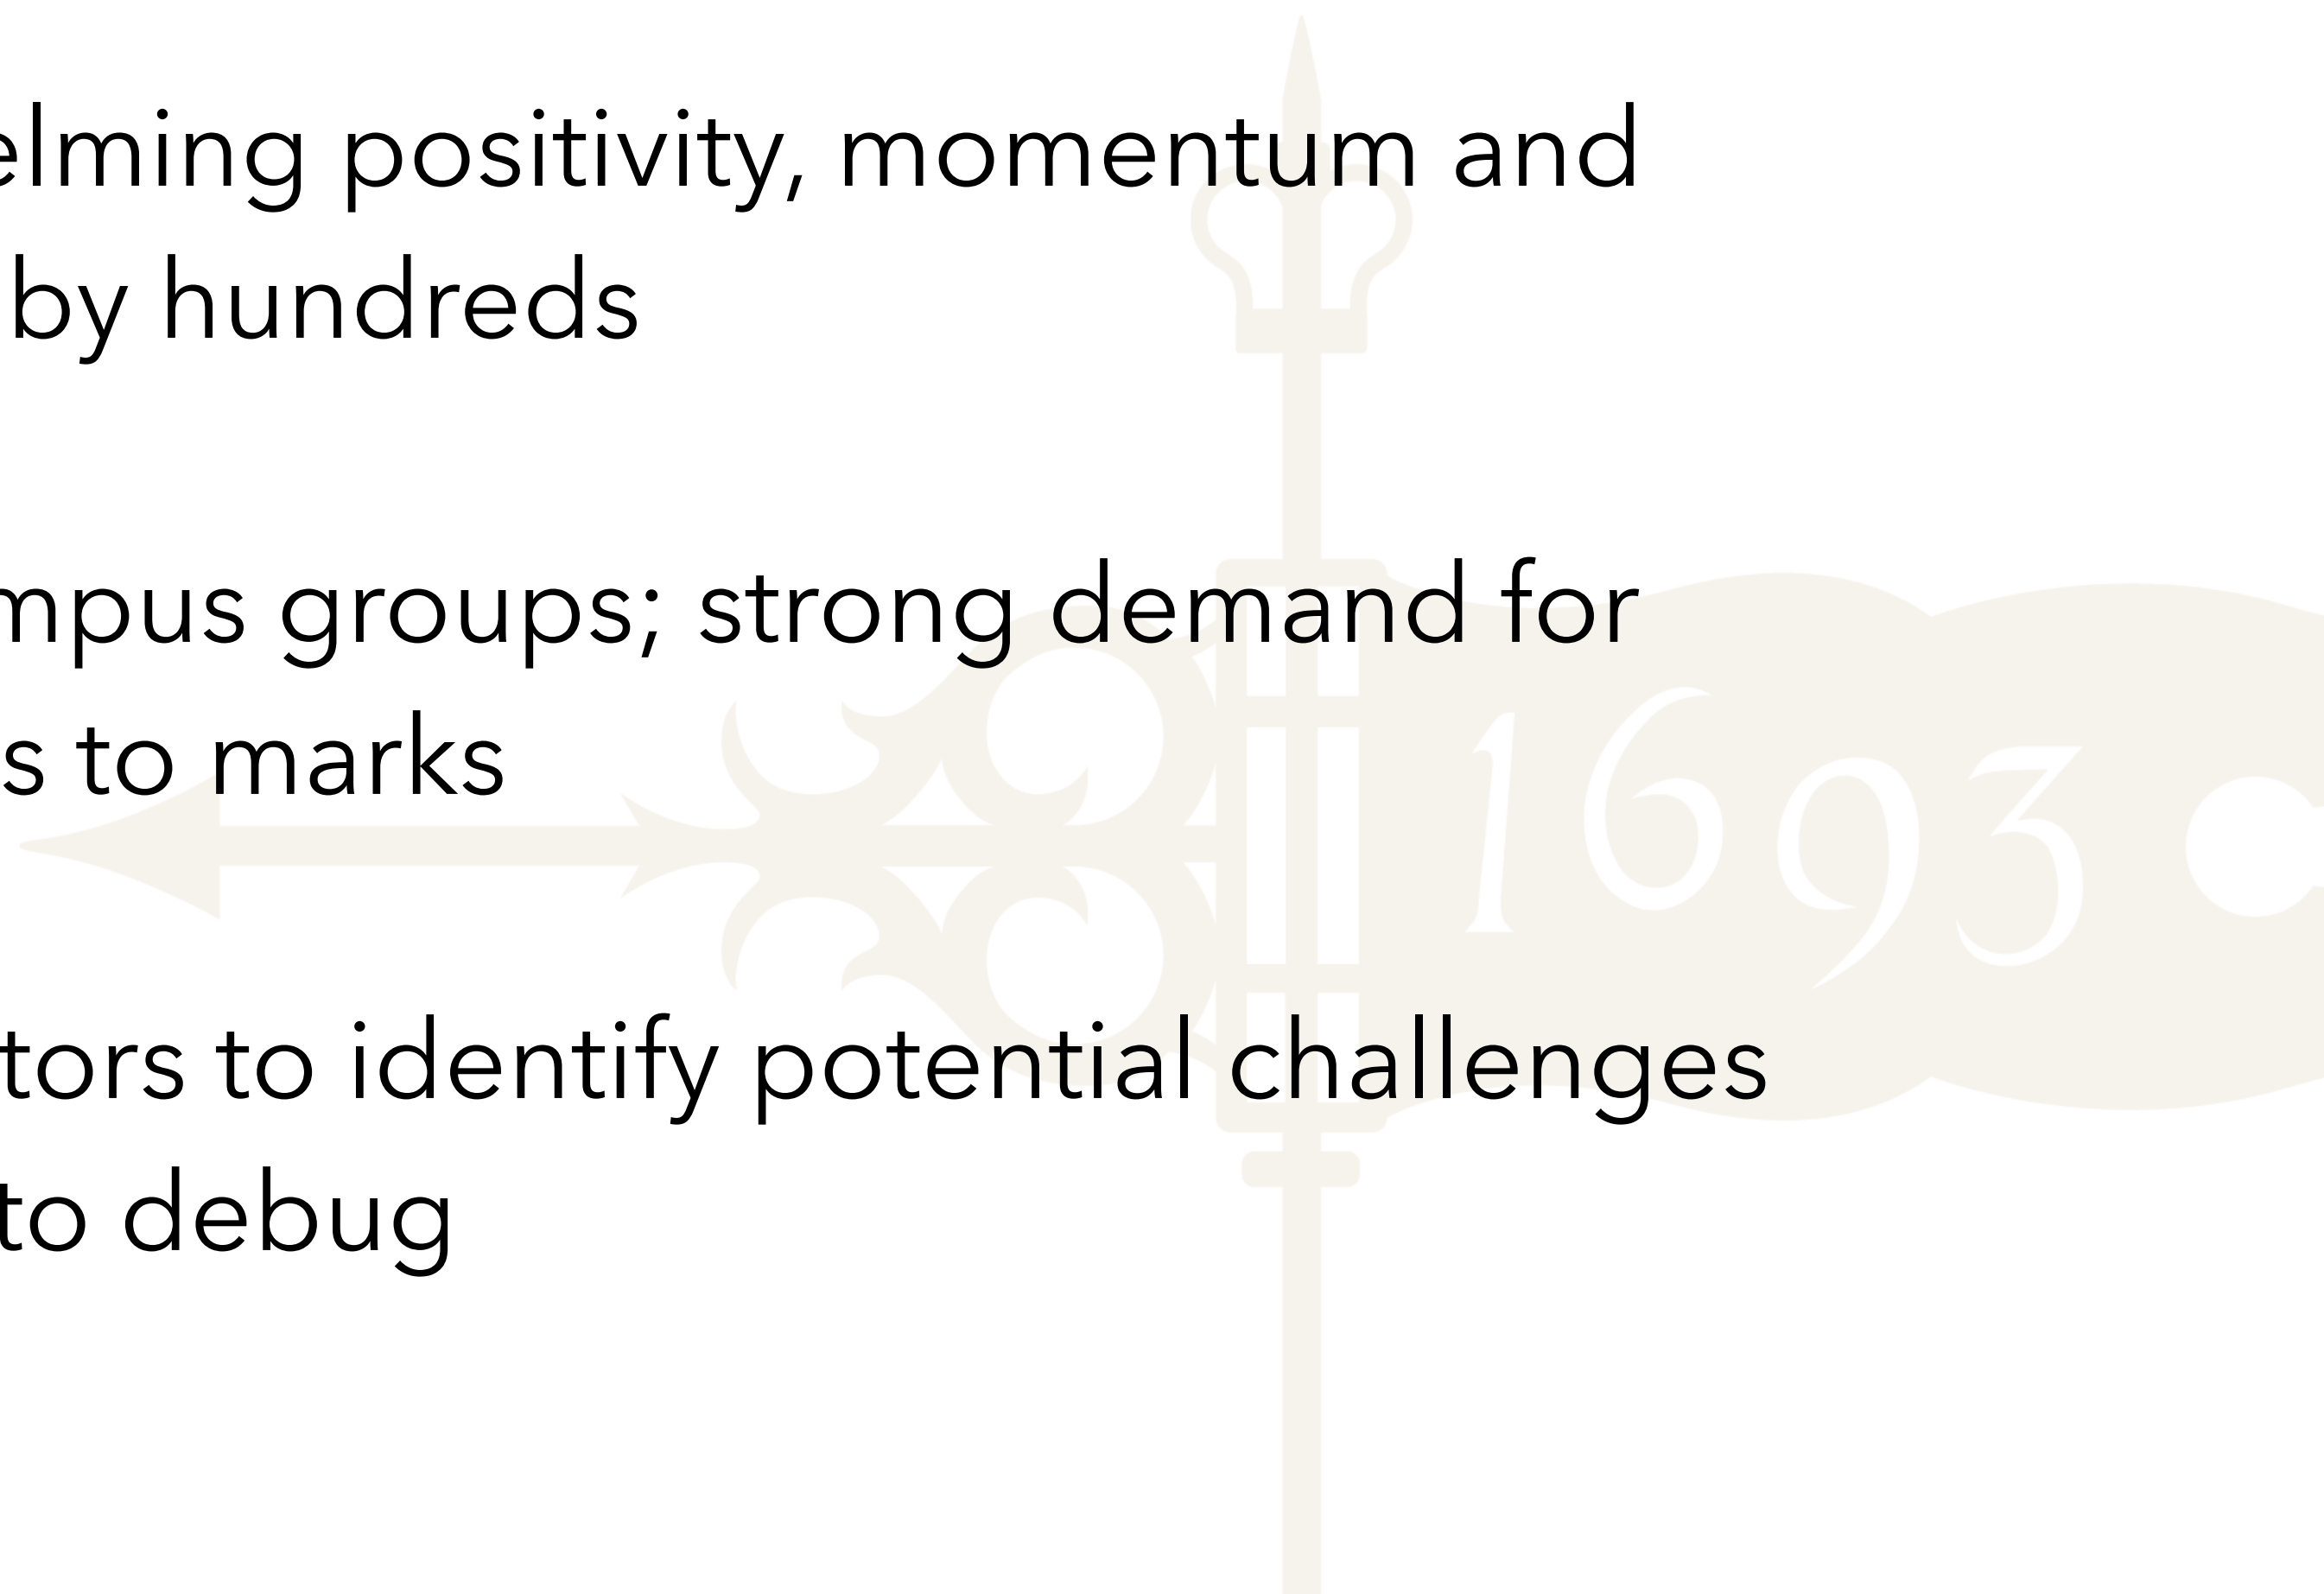 elming positivity, momentum and
by hundreds
mpus groups; strong demand for
s to marks
1693
tors to identify potential challenges
to debug